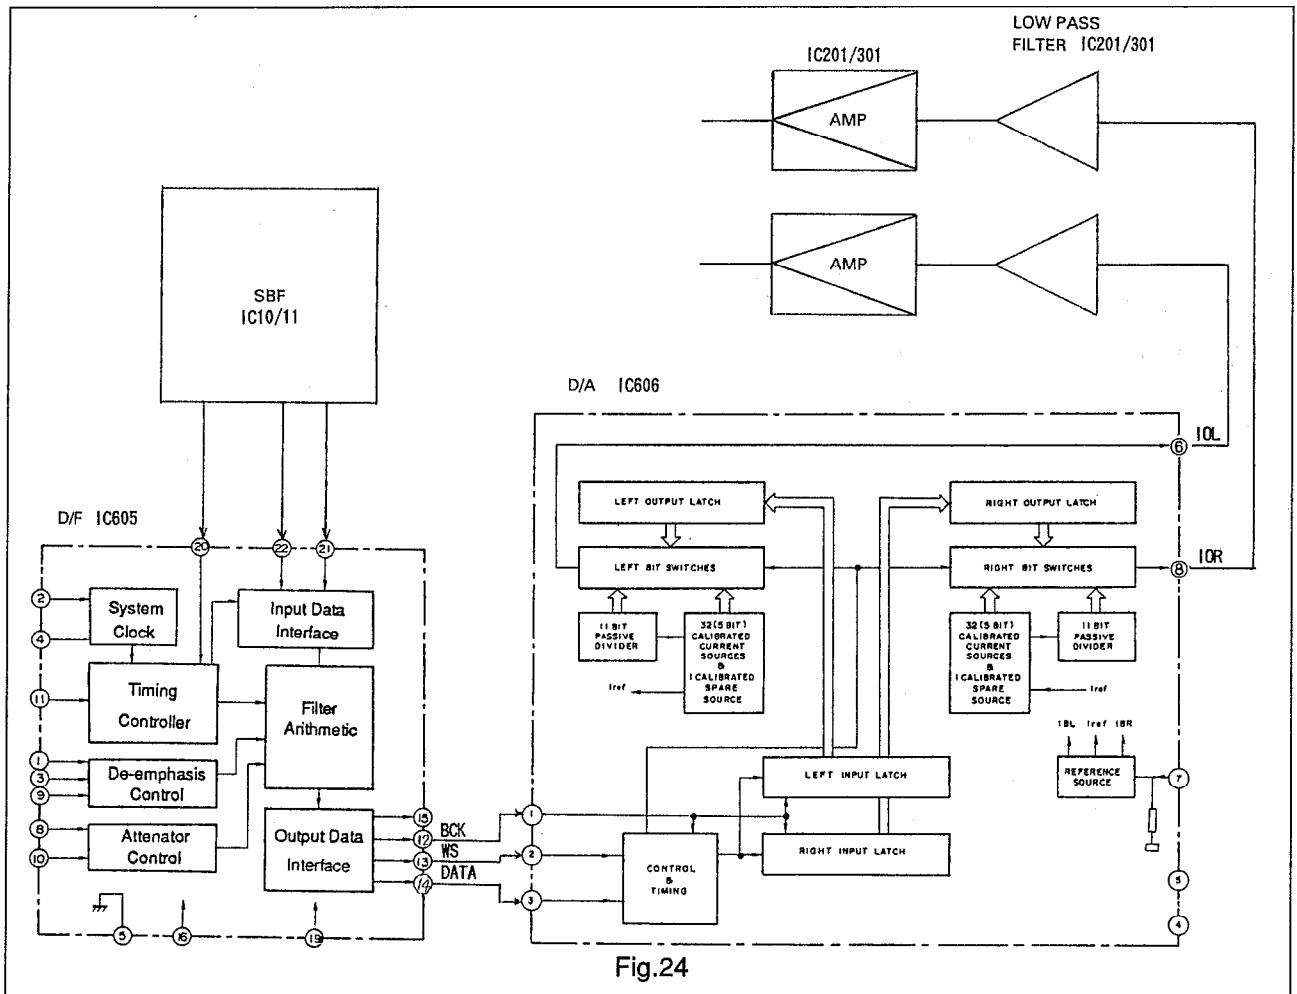 LOW PASS
FILTER IC201/301
IC201/301
AMP
AMP
SBF
IC10/11
D/A IC606
IOL
6
IOR
8
LEFT OUTPUT LATCH
RIGHT OUTPUT LATCH
LEFT BIT SWITCHES
RIGHT BIT SWITCHES
11 BIT
PASSIVE
DIVIDER
32(5 BIT)
CALIBRATED
CURRENT
SOURCES
&
1 CALIBRATED
SPARE
SOURCE
32(5 BIT)
CALIBRATED
CURRENT
SOURCES
& 1 CALIBRATED
SPARE
SOURCE
11 BIT
PASSIVE
DIVIDER
Iref
Iref
IBL Iref IBR
REFERENCE
SOURCE
7
LEFT INPUT LATCH
RIGHT INPUT LATCH
CONTROL
&
TIMING
1
2
3
5
4
D/F IC605
20
22
21
2
4
11
1
3
9
8
10
System
Clock
Input Data
Interface
Timing
Controller
Filter
Arithmetic
De-emphasis
Control
Attenator
Control
Output Data
Interface
15
12
BCK
13
WS
14
DATA
5
16
19
Fig.24